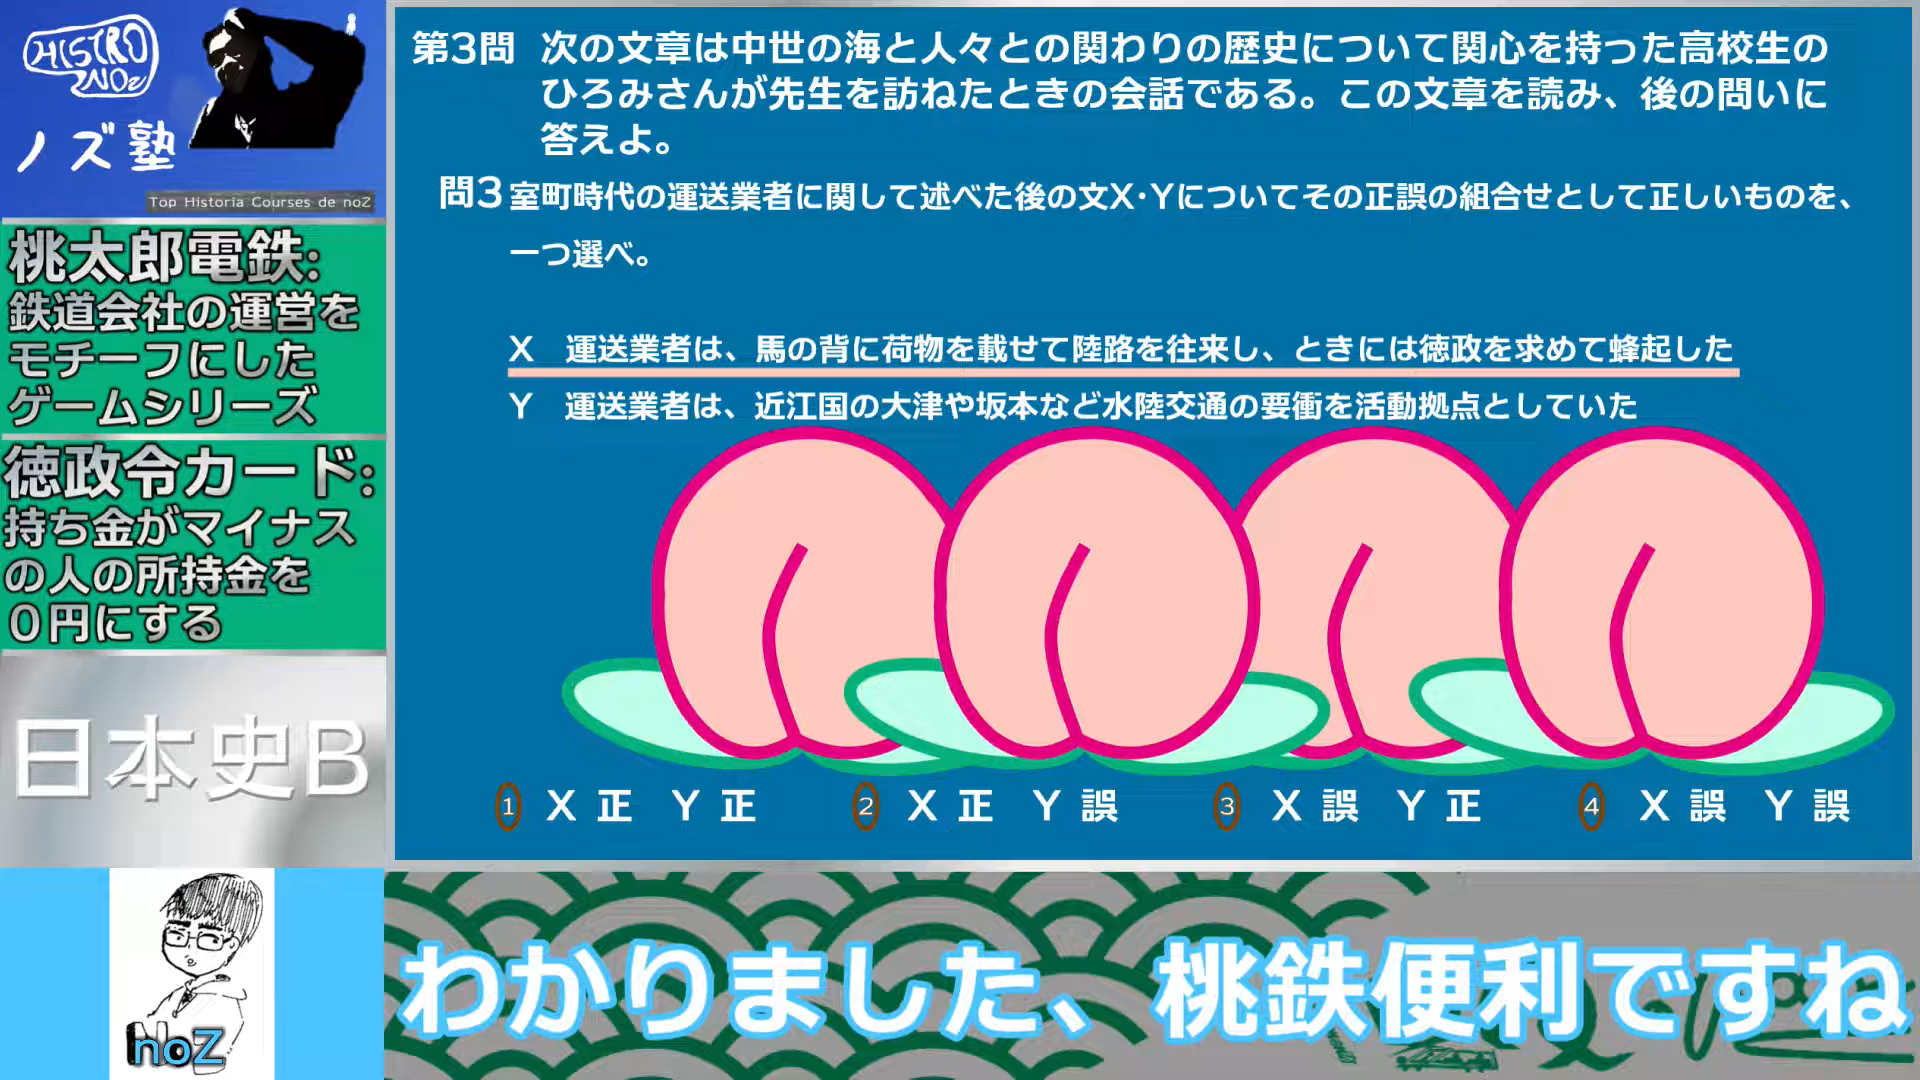 HISTRO
NOz
ノズ塾
Top Historia Courses de noZ
桃太郎電鉄:
鉄道会社の運営を
モチーフにした
ゲームシリーズ
徳政令カード:
持ち金がマイナス
の人の所持金を
0円にする
日本史B
noZ
第3問 次の文章は中世の海と人々との関わりの歴史について関心を持った高校生の
ひろみさんが先生を訪ねたときの会話である。この文章を読み、後の問いに
答えよ。
問3 室町時代の運送業者に関して述べた後の文X・Yについてその正誤の組合せとして正しいものを、
一つ選べ。
X 運送業者は、馬の背に荷物を載せて陸路を往来し、ときには徳政を求めて蜂起した
Y 運送業者は、近江国の大津や坂本など水陸交通の要衝を活動拠点としていた
① X 正 Y 正 ② X 正 Y 誤 ③ X 誤 Y 正 ④ X 誤 Y 誤
わかりました、桃鉄便利ですね